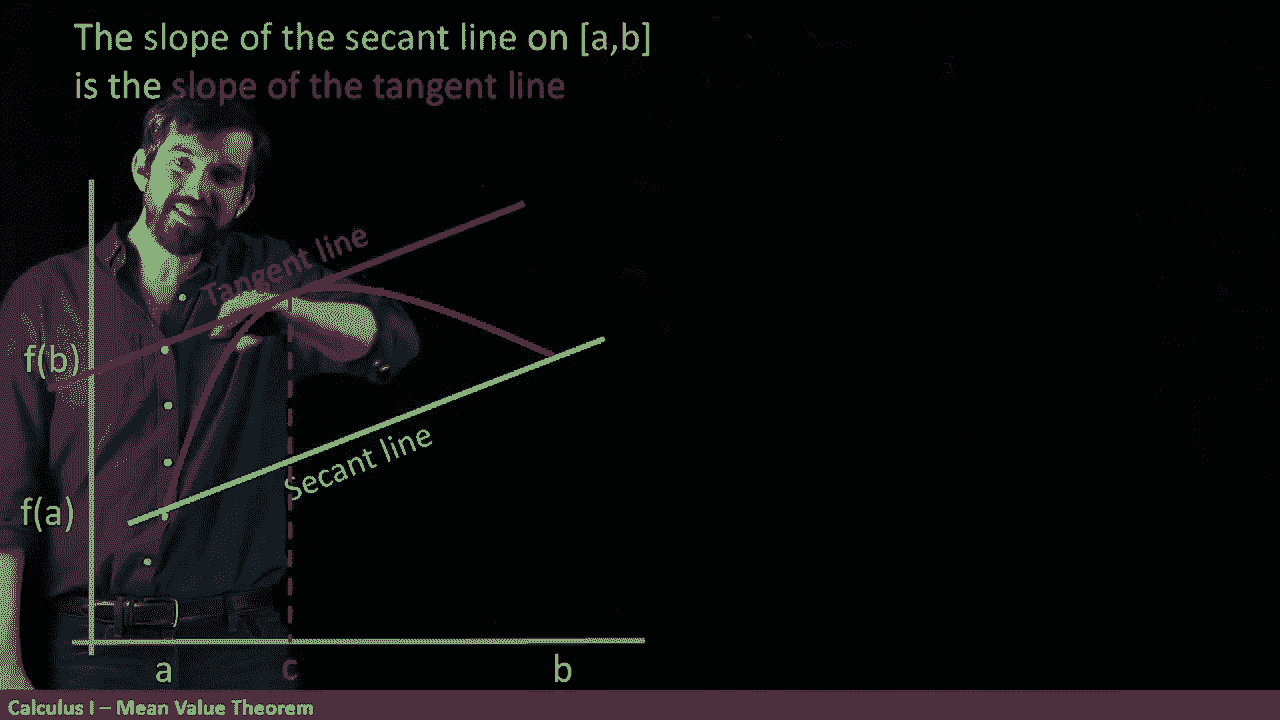 The slope of the secant line on [a,b]
is the slope of the tangent line
Tangent line
f(b)
Secant line
f(a)
a
c
b
Calculus I – Mean Value Theorem